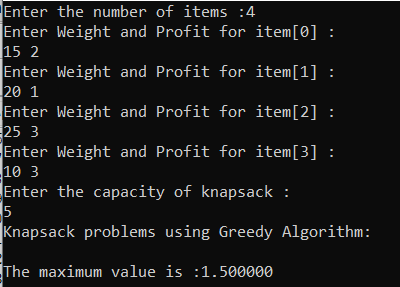 Enter the number of items :4
Enter Weight and Profit for item[0] :
15 2
Enter Weight and Profit for item[1] :
20 1
Enter Weight and Profit for item[2] :
25 3
Enter Weight and Profit for item[3] :
10 3
Enter the capacity of knapsack :
5
Knapsack problems using Greedy Algorithm:
The maximum value is :1.500000